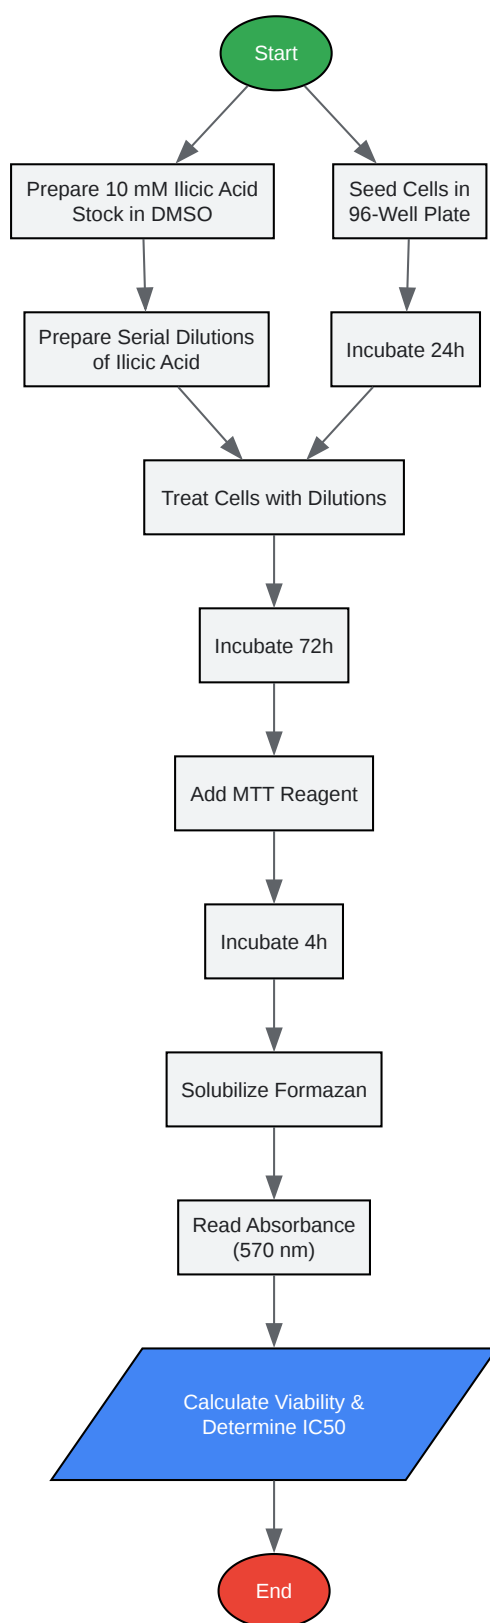 Start
Prepare 10 mM Ilicic Acid
Stock in DMSO
Seed Cells in
96-Well Plate
Prepare Serial Dilutions
of Ilicic Acid
Incubate 24h
Treat Cells with Dilutions
Incubate 72h
Add MTT Reagent
Incubate 4h
Solubilize Formazan
Read Absorbance
(570 nm)
Calculate Viability &
Determine IC50
End